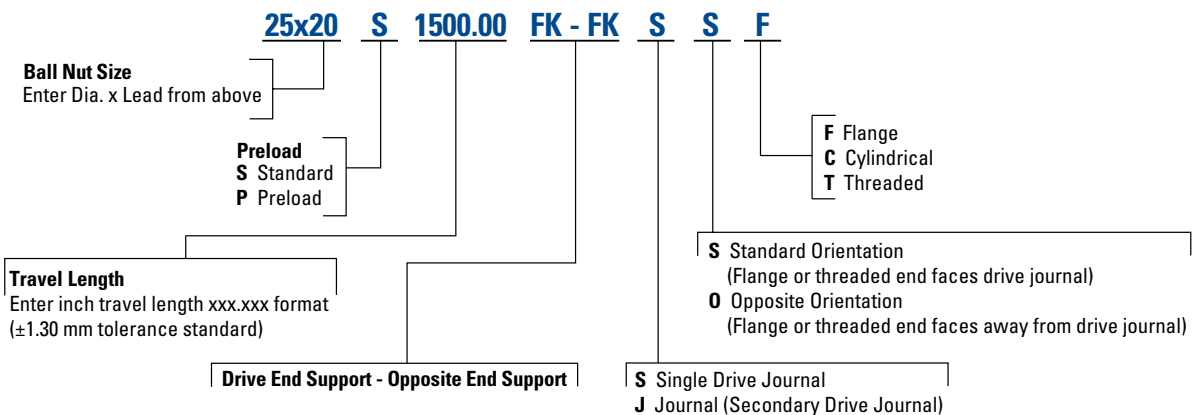 25x20 S 1500.00 FK - FK S S F
Ball Nut Size
Enter Dia. x Lead from above
Preload
S Standard
P Preload
F Flange
C Cylindrical
T Threaded
Travel Length
Enter inch travel length xxx.xxx format
(±1.30 mm tolerance standard)
S Standard Orientation
(Flange or threaded end faces drive journal)
O Opposite Orientation
(Flange or threaded end faces away from drive journal)
Drive End Support - Opposite End Support
S Single Drive Journal
J Journal (Secondary Drive Journal)